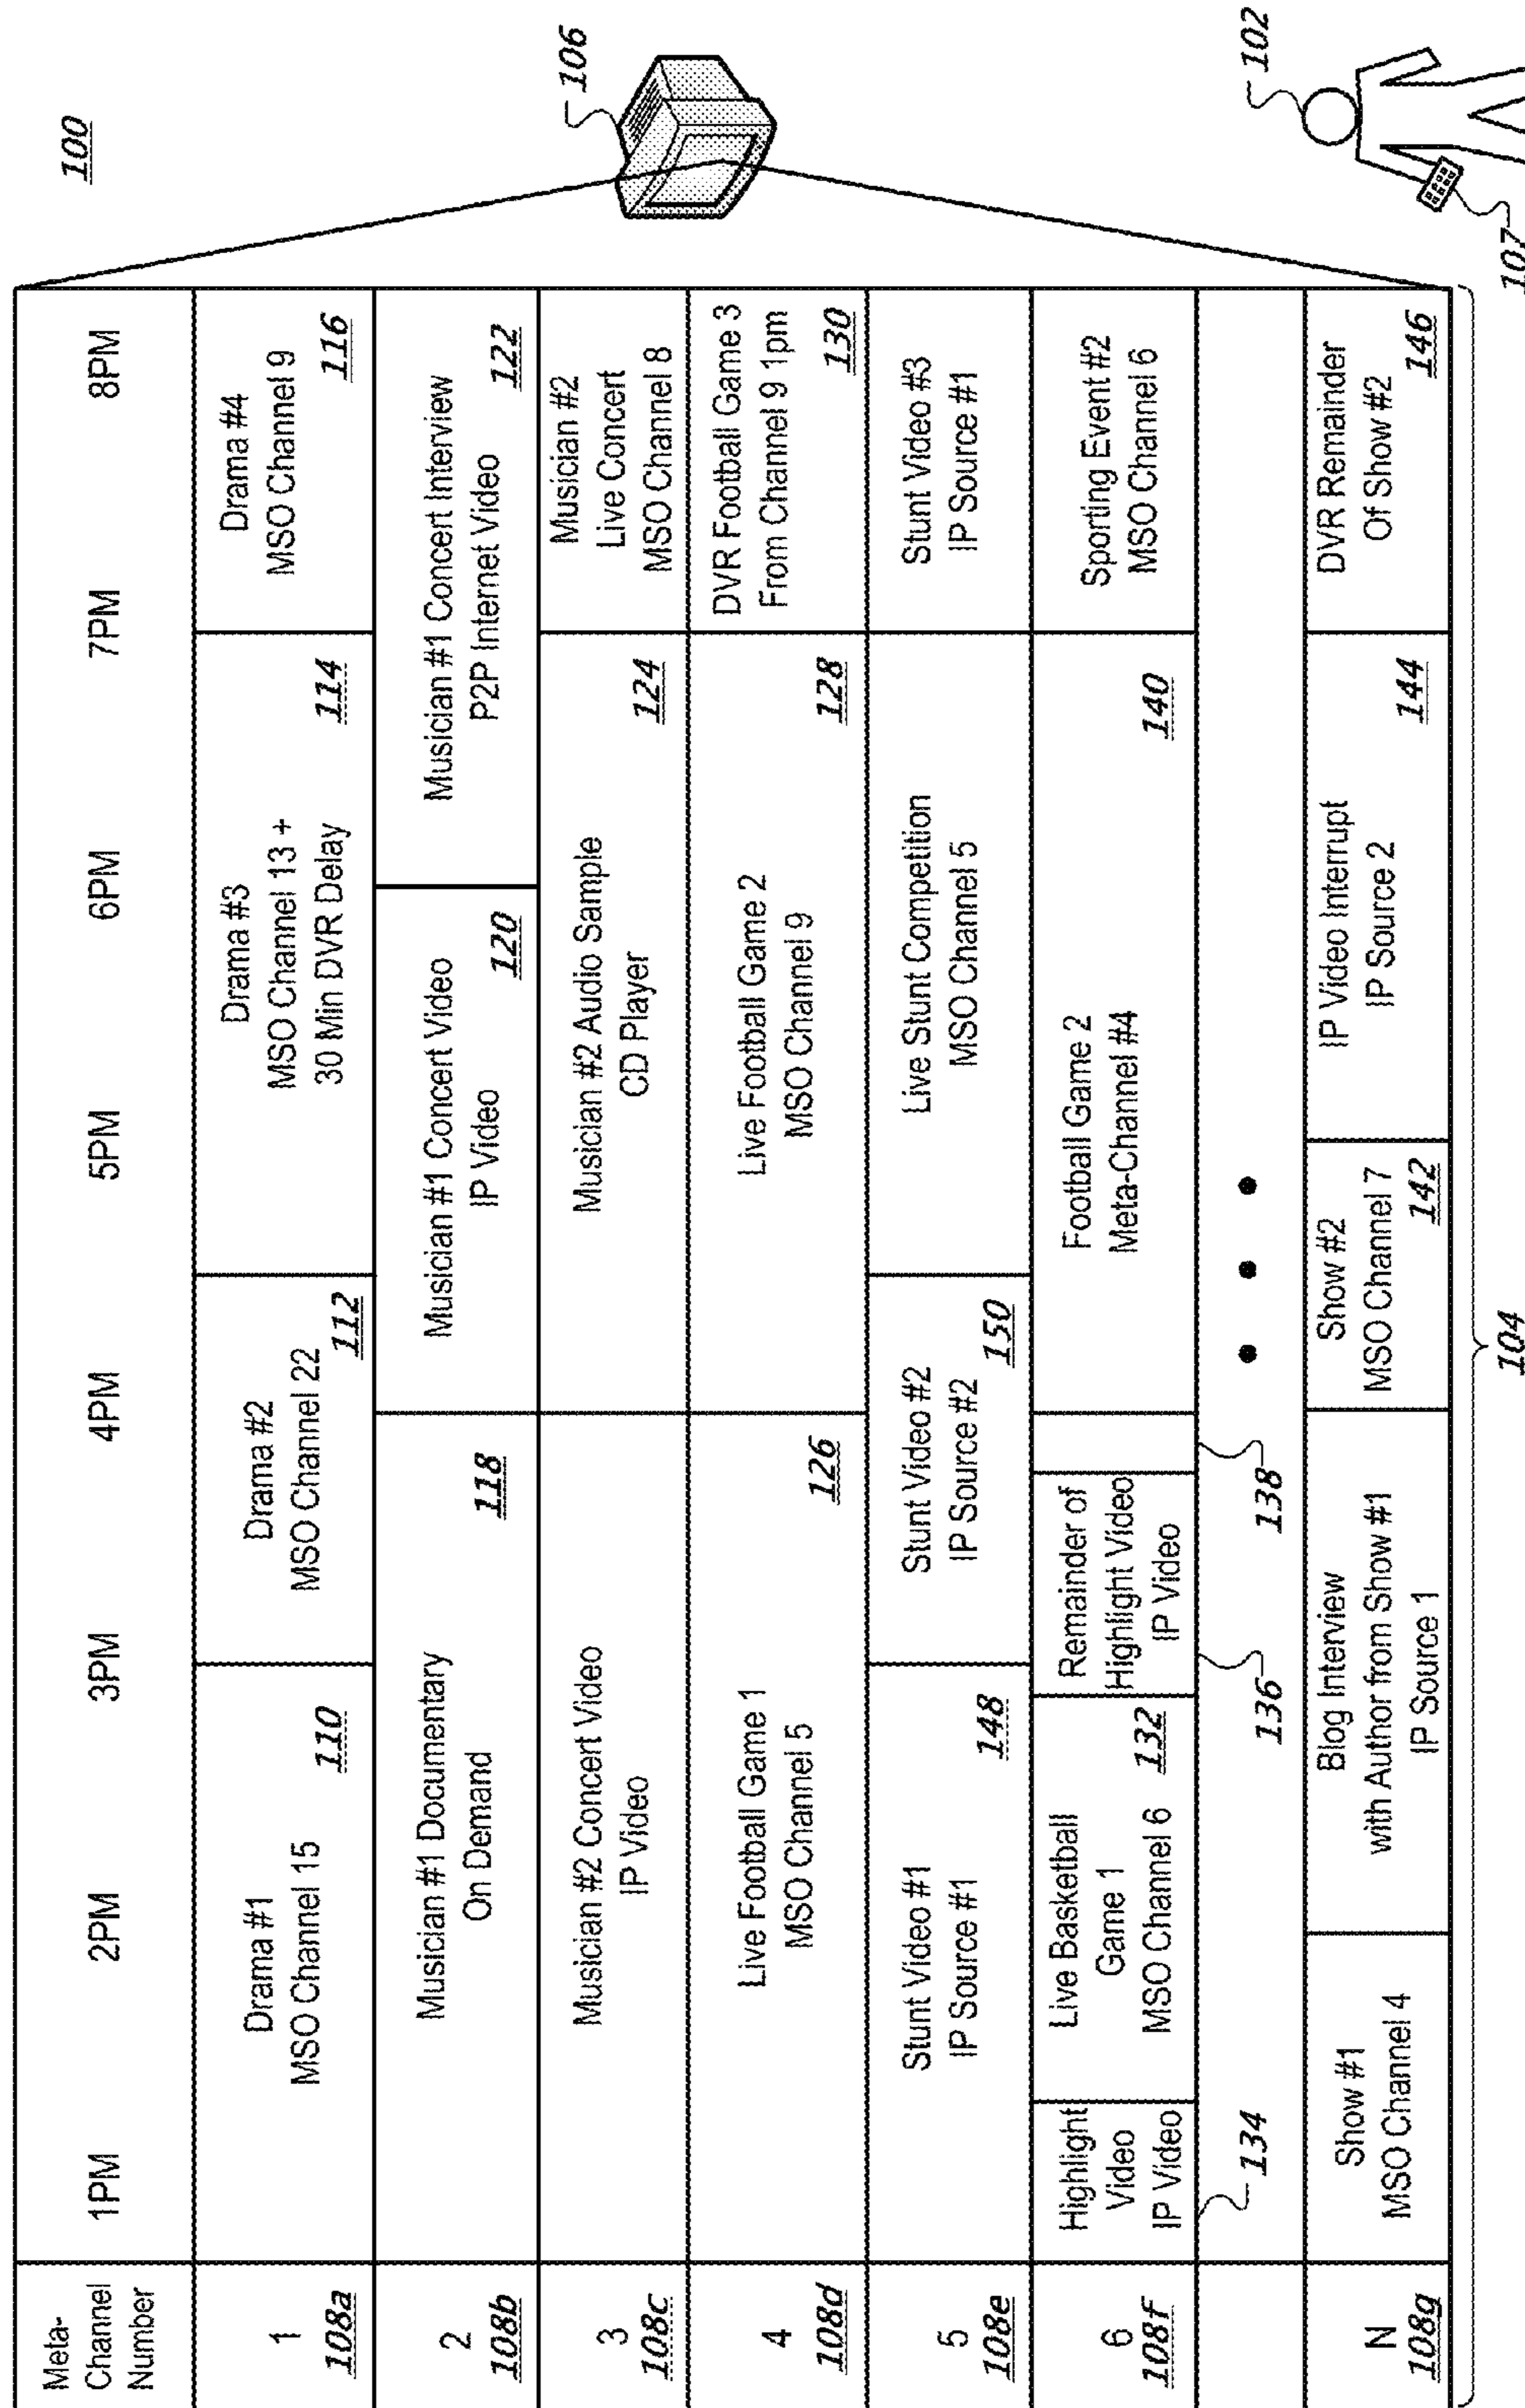 100
Meta-
Channel
Number
1PM
2PM
3PM
4PM
5PM
6PM
7PM
8PM
1
108a
Drama #1
MSO Channel 15
110
Drama #2
MSO Channel 22
112
Drama #3
MSO Channel 13 +
30 Min DVR Delay
114
Drama #4
MSO Channel 9
116
2
108b
Musician #1 Documentary
On Demand
118
Musician #1 Concert Video
IP Video
120
Musician #1 Concert Interview
P2P Internet Video
122
3
108c
Musician #2 Concert Video
IP Video
Musician #2 Audio Sample
CD Player
124
Musician #2
Live Concert
MSO Channel 8
4
108d
Live Football Game 1
MSO Channel 5
126
Live Football Game 2
MSO Channel 9
128
DVR Football Game 3
From Channel 9 1pm
130
5
108e
Stunt Video #1
IP Source #1
148
Stunt Video #2
IP Source #2
150
Live Stunt Competition
MSO Channel 5
Stunt Video #3
IP Source #1
6
108f
Highlight
Video
IP Video
134
Live Basketball
Game 1
MSO Channel 6
132
Remainder of
Highlight Video
IP Video
136
138
Football Game 2
Meta-Channel #4
140
Sporting Event #2
MSO Channel 6
• • •
N
108g
Show #1
MSO Channel 4
Blog Interview
with Author from Show #1
IP Source 1
Show #2
MSO Channel 7
142
IP Video Interrupt
IP Source 2
144
DVR Remainder
Of Show #2
146
104
106
102
107